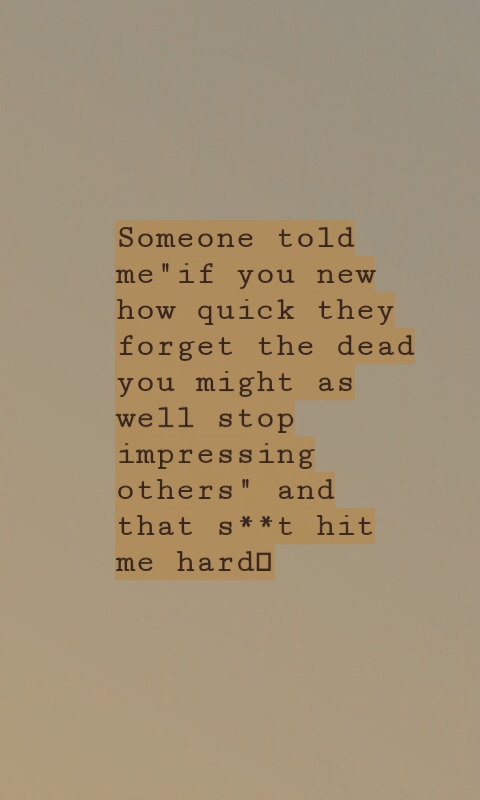 Someone told
me"if you new
how quick they
forget the dead
you might as
well stop
impressing
others" and
that s**t hit
me hard▯